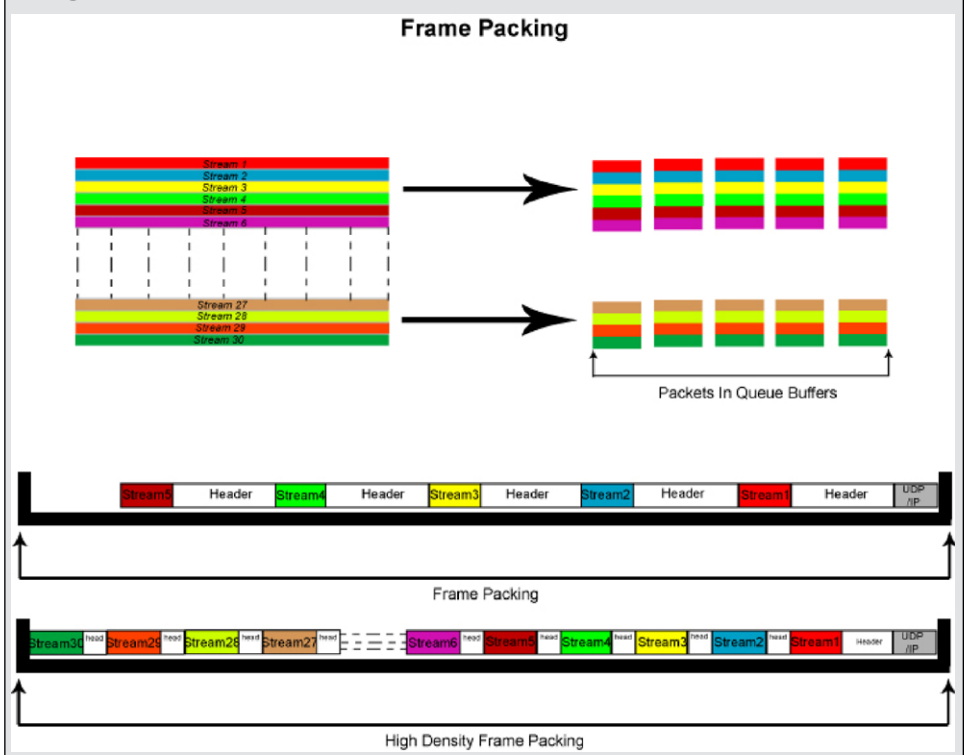 Frame Packing
Stream 1
Stream 2
Stream 3
Stream 4
Stream 5
Stream 6
Stream 27
Stream 28
Stream 29
Stream 30
Packets In Queue Buffers
Stream5 Header Stream4 Header Stream3 Header Stream2 Header Stream1 Header UDP
/IP
Frame Packing
Stream30 head Stream29 head Stream28 head Stream27 head Stream6 head Stream5 head Stream4 head Stream3 head Stream2 head Stream1 Header UDP
/IP
High Density Frame Packing